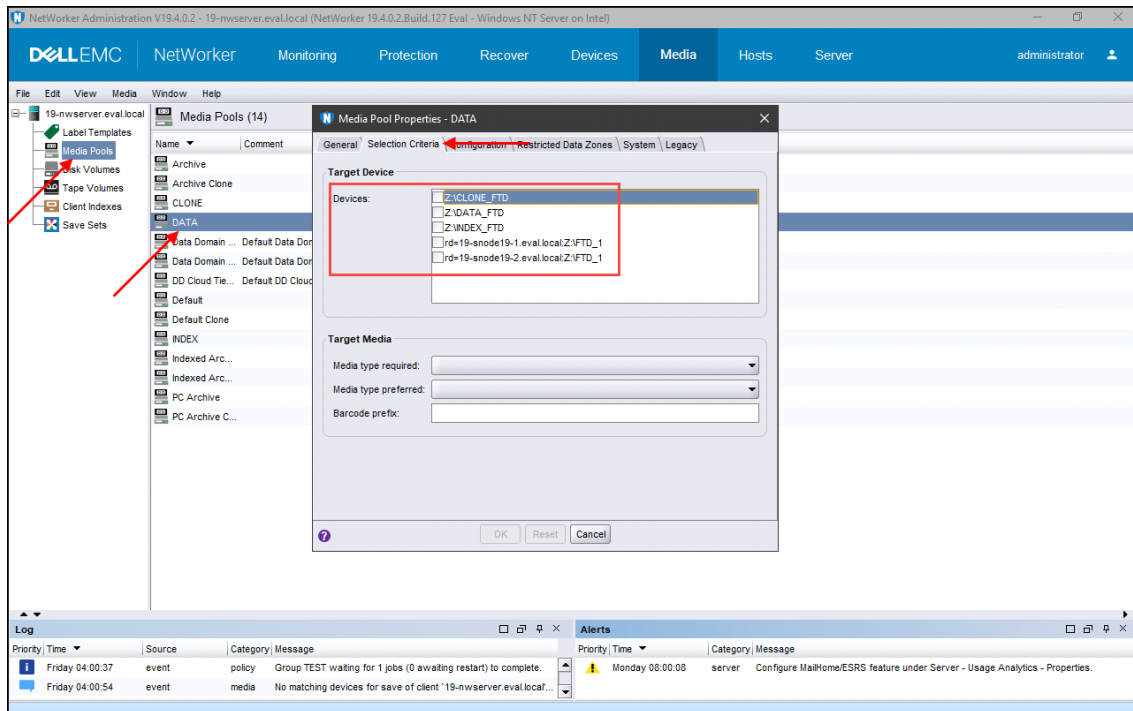 NetWorker Administration V19.4.0.2 - 19-nwserver.eval.local (NetWorker 19.4.0.2.Build.127 Eval - Windows NT Server on Intel)
DELLEMC NetWorker Monitoring Protection Recover Devices Media Hosts Server administrator
File Edit View Media Window Help
19-nwserver.eval.local
Label Templates
Media Pools
Disk Volumes
Tape Volumes
Client Indexes
Save Sets
Media Pools (14)
Name Comment
Archive
Archive Clone
CLONE
DATA
Data Domain ... Default Data Dor
Data Domain ... Default Data Dor
DD Cloud Tie... Default DD Cloud
Default
Default Clone
INDEX
Indexed Arc...
Indexed Arc...
PC Archive
PC Archive C...
Media Pool Properties - DATA
General Selection Criteria Configuration Restricted Data Zones System Legacy
Target Device
Devices:
Z:\CLONE_FTD
Z:\DATA_FTD
Z:\INDEX_FTD
rd=19-snode19-1.eval.local:Z:\FTD_1
rd=19-snode19-2.eval.local:Z:\FTD_1
Target Media
Media type required:
Media type preferred:
Barcode prefix:
OK Reset Cancel
Log
Priority Time Source Category Message
Friday 04:00:37 event policy Group TEST waiting for 1 jobs (0 awaiting restart) to complete.
Friday 04:00:54 event media No matching devices for save of client `19-nwserver.eval.local'...
Alerts
Priority Time Category Message
Monday 08:00:08 server Configure MailHome/ESRS feature under Server - Usage Analytics - Properties.